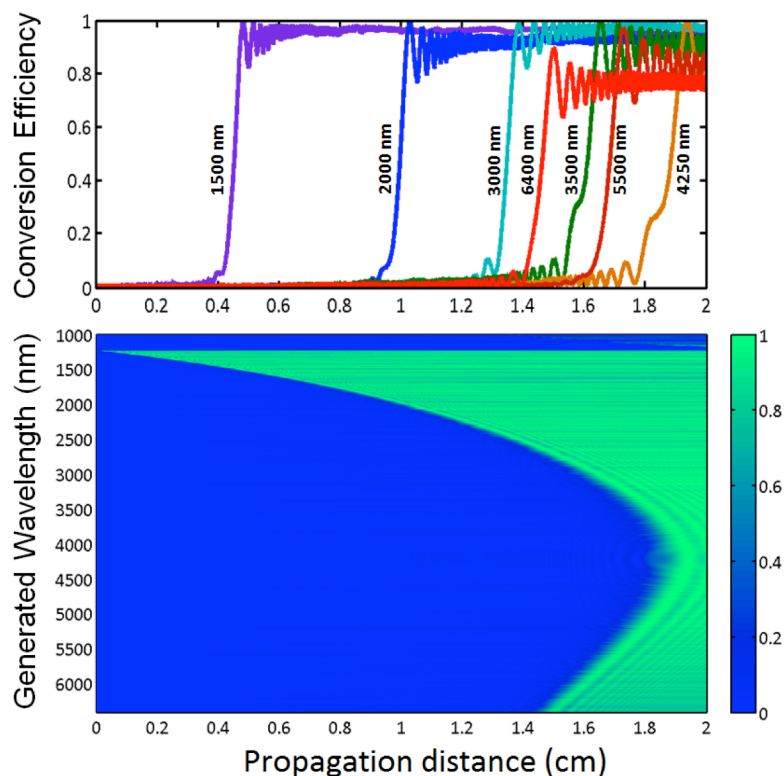 Conversion Efficiency
1
0.8
0.6
0.4
0.2
0
1500 nm
2000 nm
3000 nm
6400 nm
3500 nm
5500 nm
4250 nm
0 0.2 0.4 0.6 0.8 1 1.2 1.4 1.6 1.8 2
Generated Wavelength (nm)
1000
1500
2000
2500
3000
3500
4000
4500
5000
5500
6000
0 0.2 0.4 0.6 0.8 1 1.2 1.4 1.6 1.8 2
Propagation distance (cm)
1
0.8
0.6
0.4
0.2
0